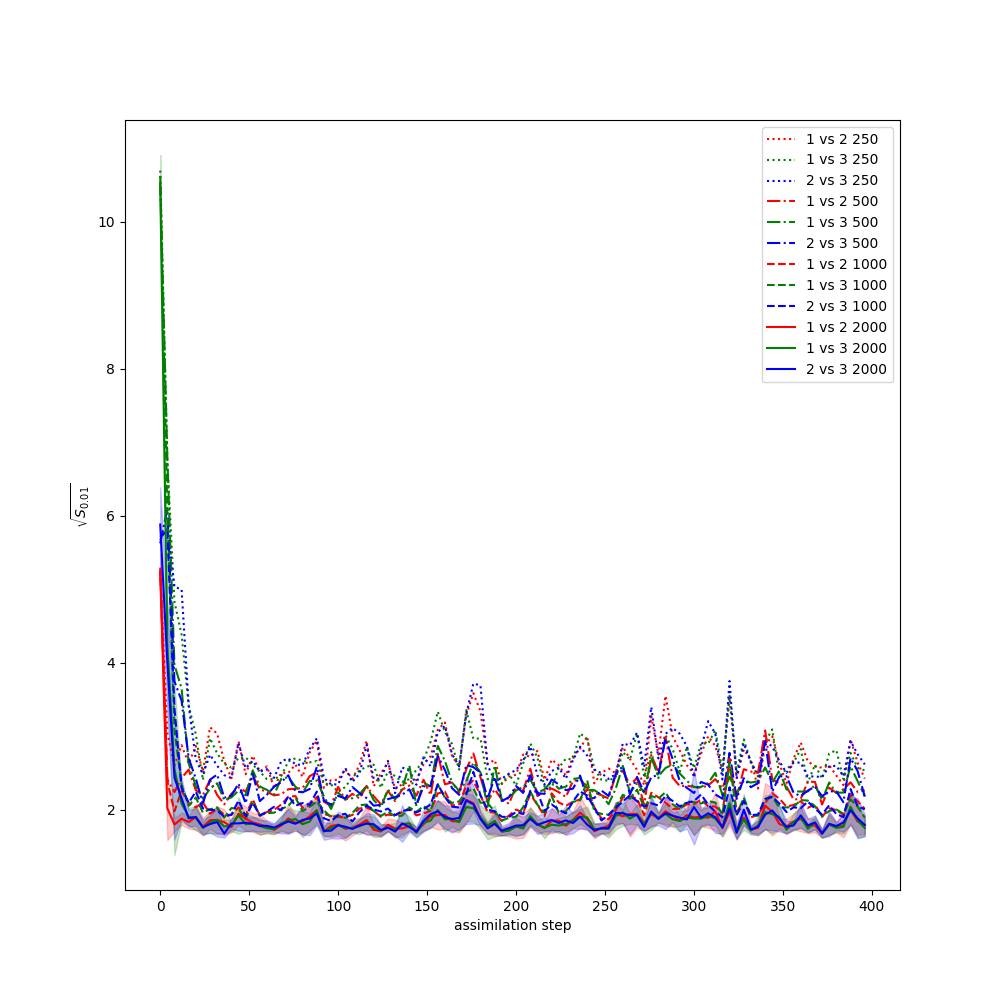 1 vs 2 250
1 vs 3 250
2 vs 3 250
1 vs 2 500
1 vs 3 500
2 vs 3 500
1 vs 2 1000
1 vs 3 1000
2 vs 3 1000
1 vs 2 2000
1 vs 3 2000
2 vs 3 2000
10
8
6
4
2
√S0.01
0 50 100 150 200 250 300 350 400
assimilation step